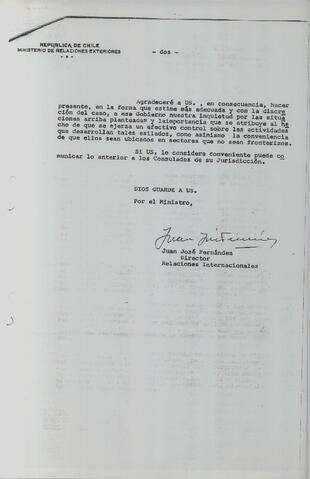 REPUBLICA DE CHILE
MINISTERIO DE RELACIONES EXTERIORES
- dos -
Agradeceré a US. , en consecuencia, hacer
presente, en la forma que estime más adecuada y con la discre
ción del caso, a ese Gobierno nuestra inquietud por las situa
ciones arriba planteadas y la importancia que se atribuye al he
cho de que se ejersa un efectivo control sobre las actividades
que desarrollan tales asilados, como asimismo la conveniencia
de que ellos sean ubicados en sectores que no sean fronterizos.
Si US. lo considera conveniente puede co
municar lo anterior a los Consulados de su Jurisdicción.
DIOS GUARDE A US.
Por el Ministro,
Juan José Fernández
Director
Relaciones Internacionales